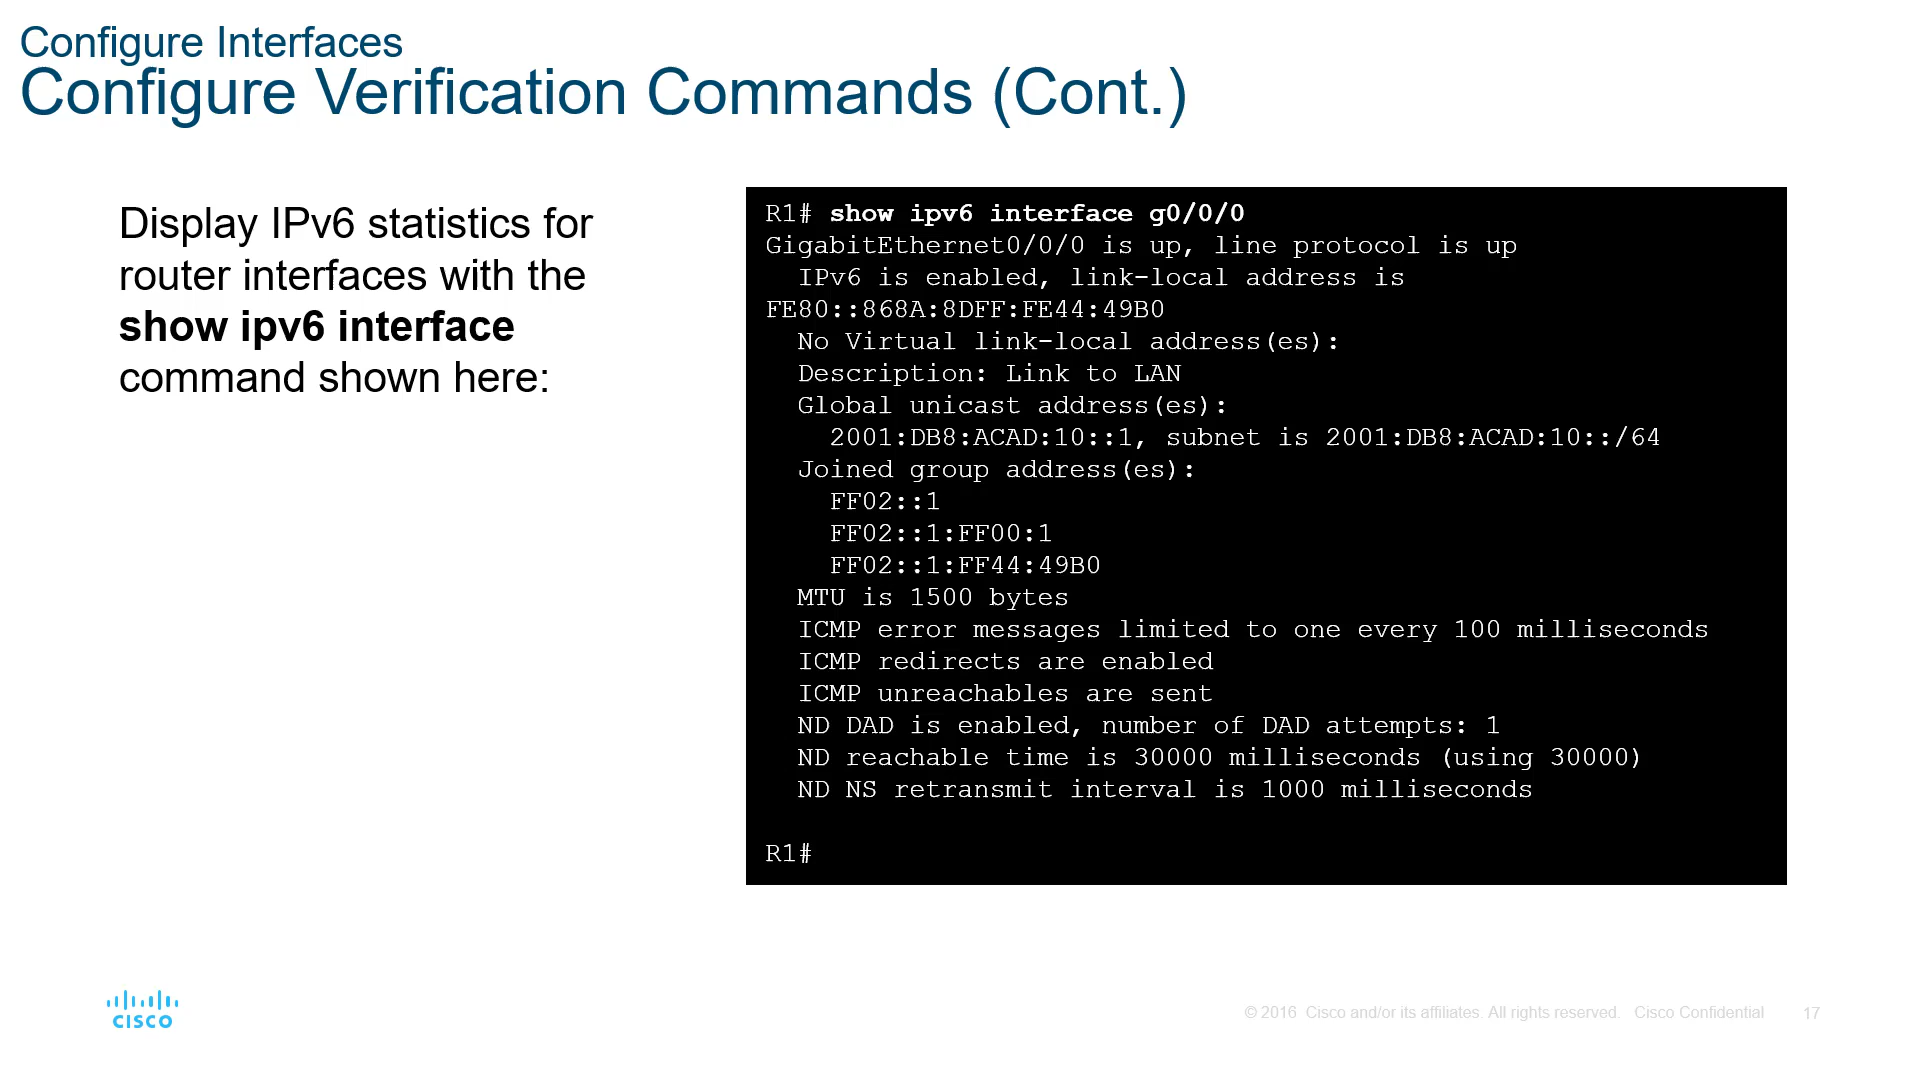 Configure Interfaces
Configure Verification Commands (Cont.)
Display IPv6 statistics for
router interfaces with the
show ipv6 interface
command shown here:
R1# show ipv6 interface g0/0/0
GigabitEthernet0/0/0 is up, line protocol is up
  IPv6 is enabled, link-local address is
FE80::868A:8DFF:FE44:49B0
  No Virtual link-local address(es):
  Description: Link to LAN
  Global unicast address(es):
    2001:DB8:ACAD:10::1, subnet is 2001:DB8:ACAD:10::/64
  Joined group address(es):
    FF02::1
    FF02::1:FF00:1
    FF02::1:FF44:49B0
  MTU is 1500 bytes
  ICMP error messages limited to one every 100 milliseconds
  ICMP redirects are enabled
  ICMP unreachables are sent
  ND DAD is enabled, number of DAD attempts: 1
  ND reachable time is 30000 milliseconds (using 30000)
  ND NS retransmit interval is 1000 milliseconds
R1#
CISCO
© 2016 Cisco and/or its affiliates. All rights reserved. Cisco Confidential 17